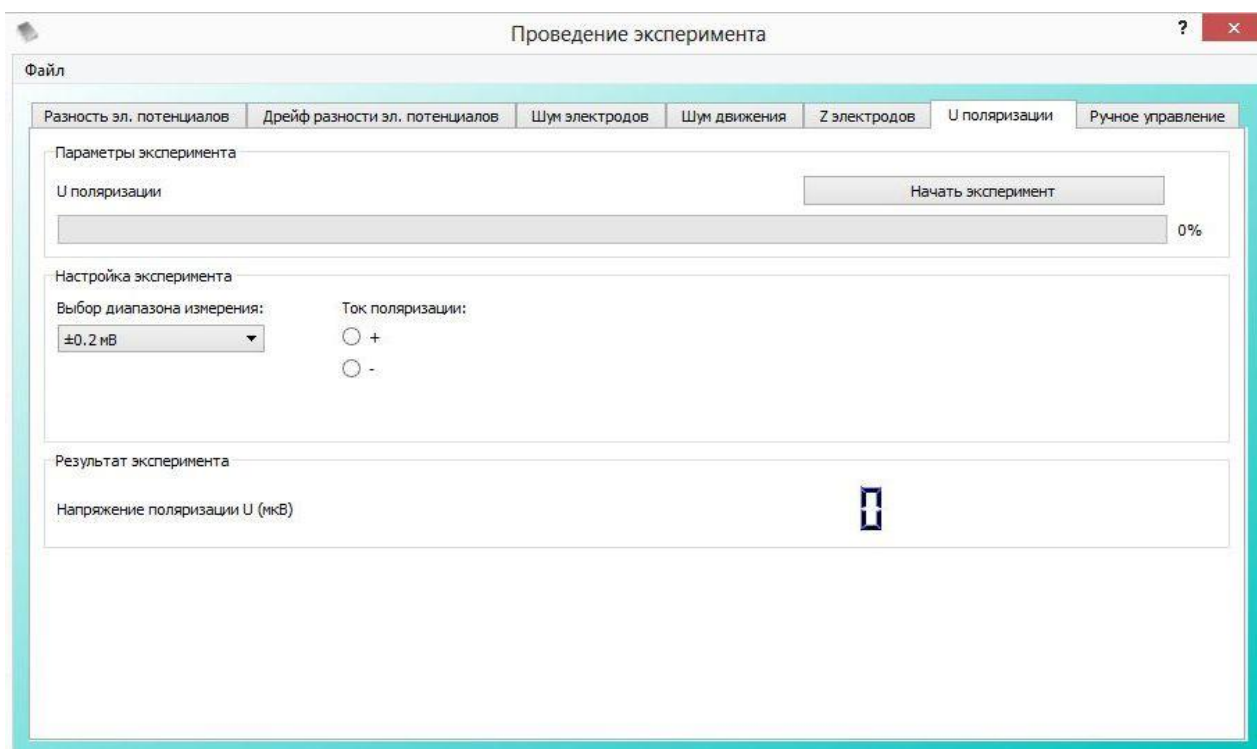 Проведение эксперимента
?
Файл
Разность эл. потенциалов Дрейф разности эл. потенциалов Шум электродов Шум движения Z электродов U поляризации Ручное управление
Параметры эксперимента
U поляризации Начать эксперимент
0%
Настройка эксперимента
Выбор диапазона измерения: Ток поляризации:
±0.2 мВ +
-
Результат эксперимента
Напряжение поляризации U (мкВ) 0